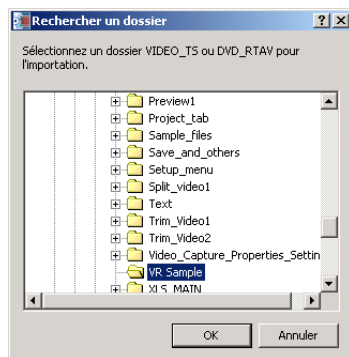 Rechercher un dossier
Sélectionnez un dossier VIDEO_TS ou DVD_RTAV pour
l'importation.
Preview1
Project_tab
Sample_files
Save_and_others
Setup_menu
Split_video1
Text
Trim_Video1
Trim_Video2
Video_Capture_Properties_Settin
VR Sample
XLS_MAIN
OK
Annuler